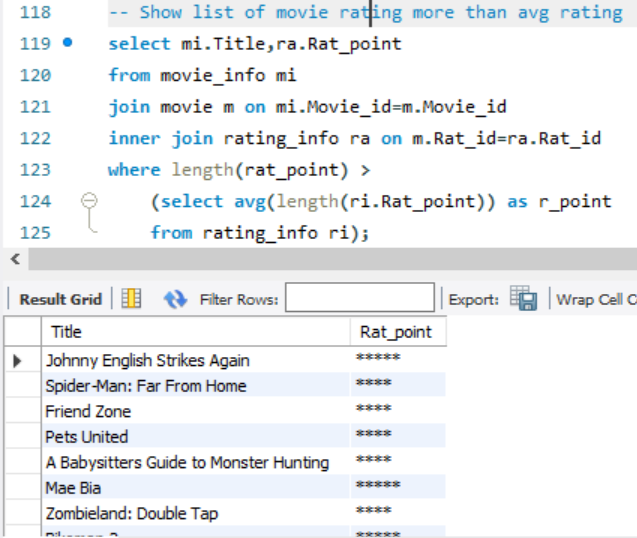 118 -- Show list of movie rating more than avg rating
119 select mi.Title,ra.Rat_point
120 from movie_info mi
121 join movie m on mi.Movie_id=m.Movie_id
122 inner join rating_info ra on m.Rat_id=ra.Rat_id
123 where length(rat_point) >
124 (select avg(length(ri.Rat_point)) as r_point
125 from rating_info ri);
Result Grid Filter Rows: Export: Wrap Cell C
Title Rat_point
Johnny English Strikes Again *****
Spider-Man: Far From Home ****
Friend Zone ****
Pets United ****
A Babysitters Guide to Monster Hunting ****
Mae Bia *****
Zombieland: Double Tap ****